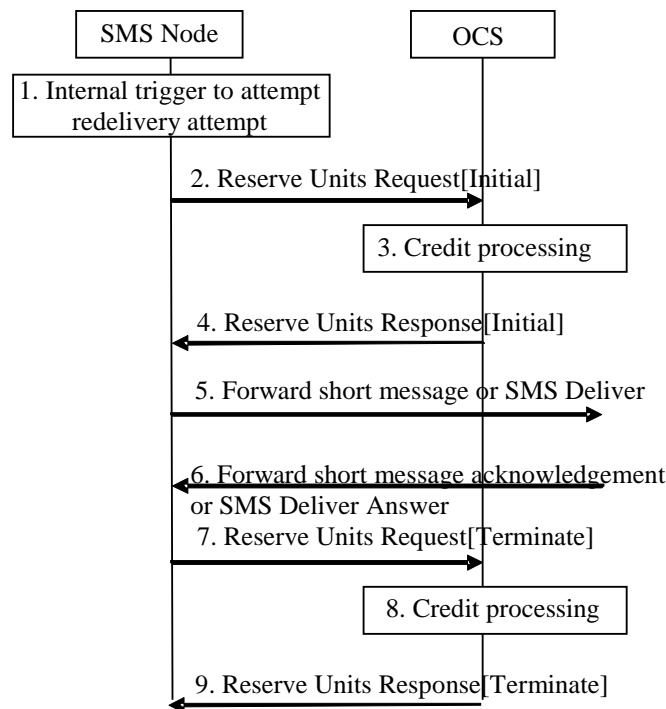 SMS Node
OCS
1. Internal trigger to attempt
redelivery attempt
2. Reserve Units Request[Initial]
3. Credit processing
4. Reserve Units Response[Initial]
5. Forward short message or SMS Deliver
6. Forward short message acknowledgement
or SMS Deliver Answer
7. Reserve Units Request[Terminate]
8. Credit processing
9. Reserve Units Response[Terminate]